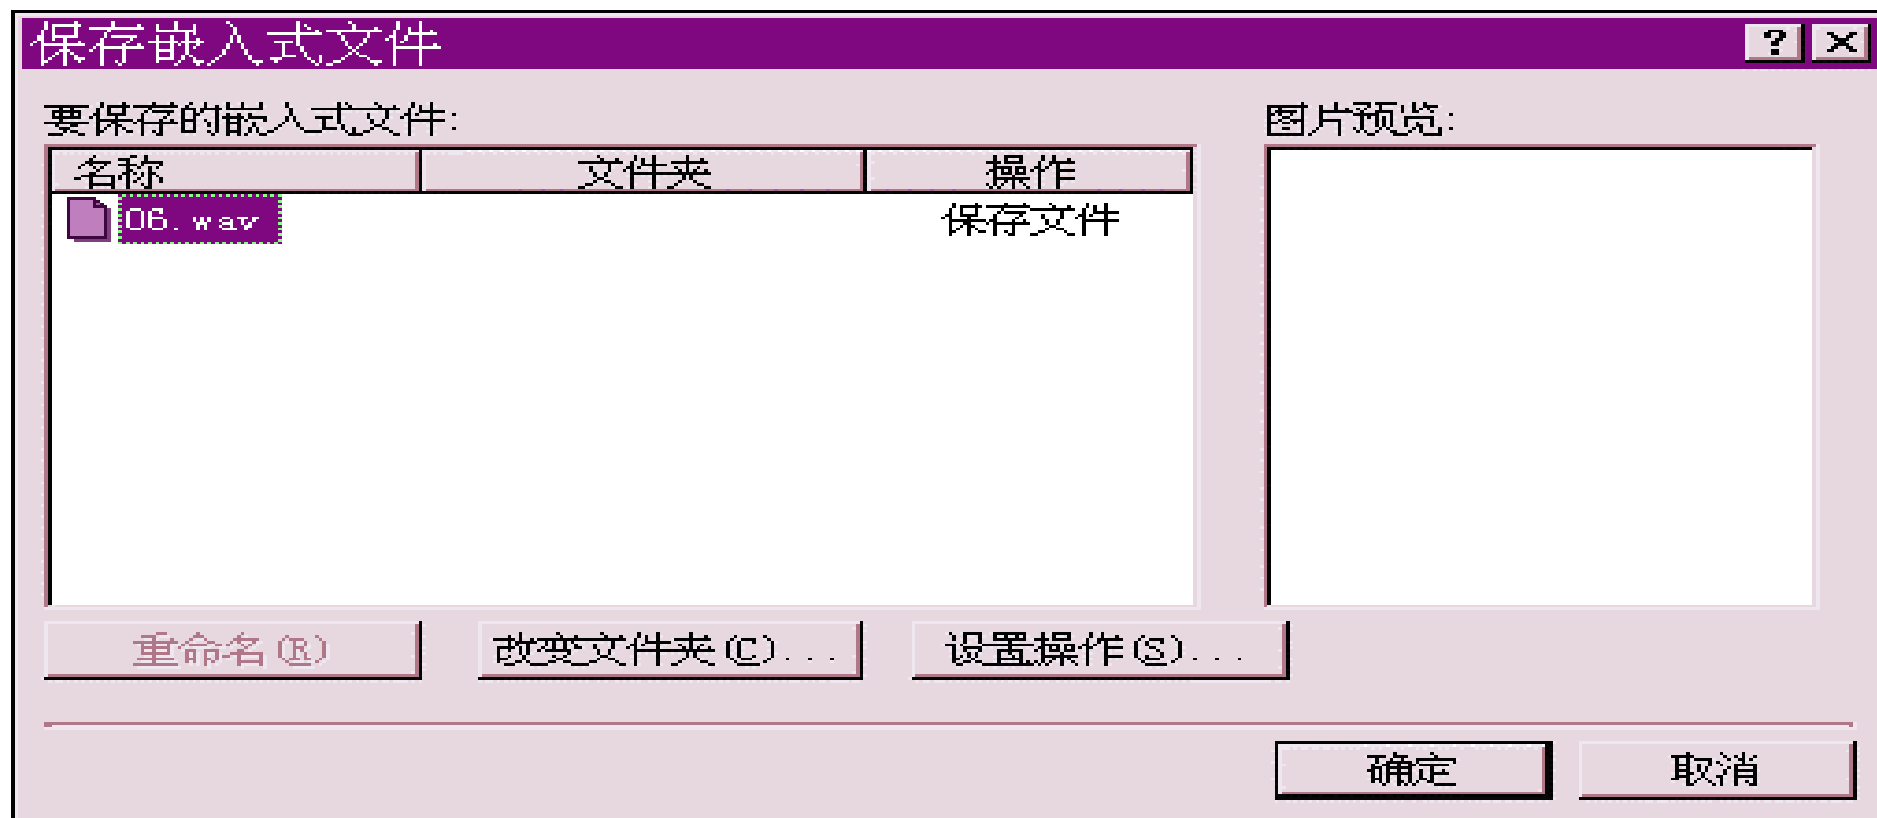 保存嵌入式文件
要保存的嵌入式文件: 图片预览:
名称 文件夹 操作
06.wav 保存文件
重命名(R) 改变文件夹(C)... 设置操作(S)...
确定 取消